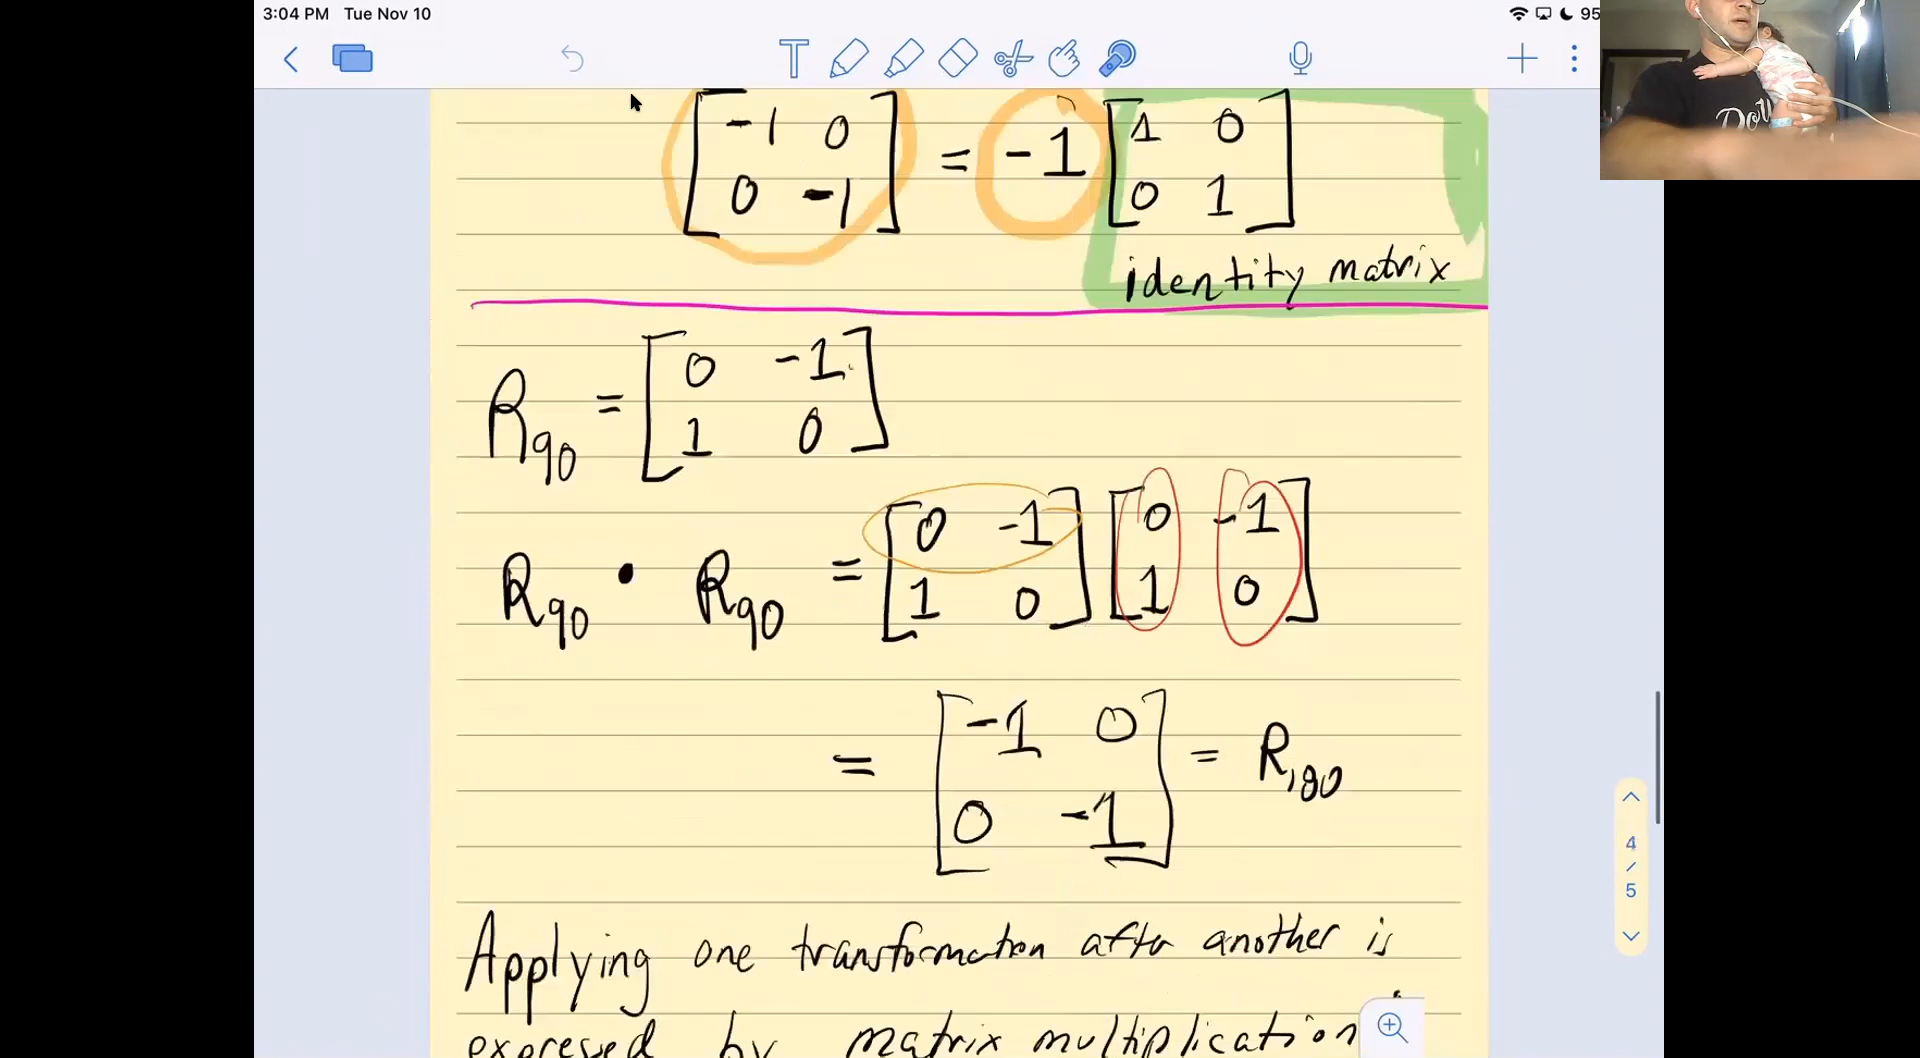 3:04 PM Tue Nov 10 95
T
-1 0 = -1 1 0
0 -1 0 1
identity matrix
R90 = 0 -1
1 0
R90 • R90 = 0 -1 0 -1
1 0 1 0
= -1 0 = R180
0 -1
4
/
5
Applying one transformation after another is
expressed by matrix multiplication